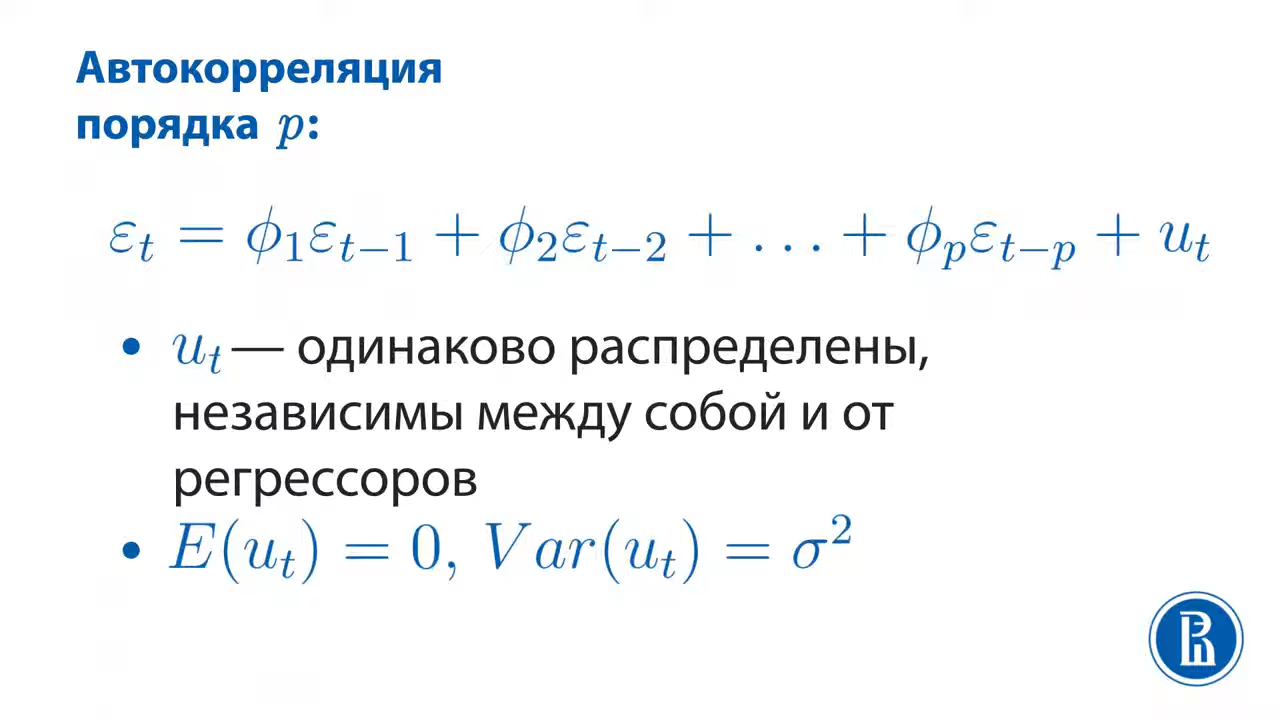 Автокорреляция
порядка p:
εₜ = ϕ₁εₜ₋₁ + ϕ₂εₜ₋₂ + … + ϕₚεₜ₋ₚ + uₜ
• uₜ — одинаково распределены,
независимы между собой и от
регрессоров
• E(uₜ) = 0, Var(uₜ) = σ²